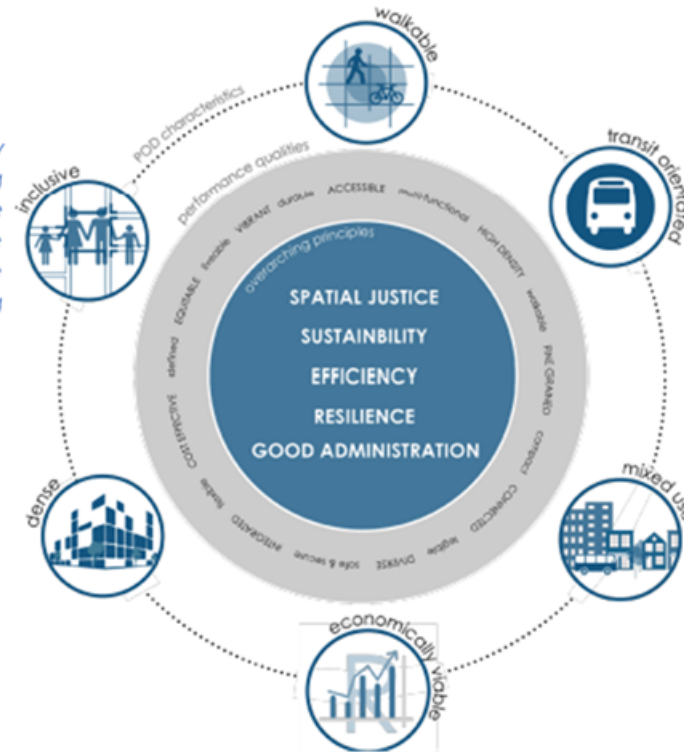 walkable
transit orientated
mixed use
economically viable
dense
inclusive
POD characteristics
performance qualities
ACCESSIBLE
multi-functional
HIGH DENSITY
walkable
FINE GRAINED
compact
CONNECTED
legible
DIVERSE
safe & secure
INTEGRATED
flexible
COST EFFECTIVE
defined
EQUITABLE
liveable
VIBRANT
durable
overarching principles
SPATIAL JUSTICE
SUSTAINBILITY
EFFICIENCY
RESILIENCE
GOOD ADMINISTRATION
R